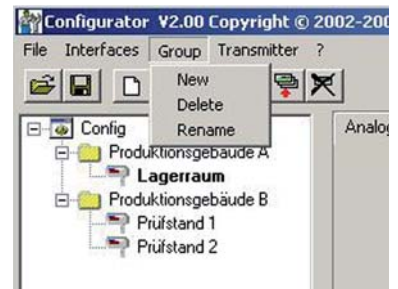 Configurator V2.00 Copyright © 2002-200
File Interfaces Group Transmitter ?
New
Delete
Rename
Config
Produktionsgebäude A
Lagerraum
Produktionsgebäude B
Prüfstand 1
Prüfstand 2
Analog